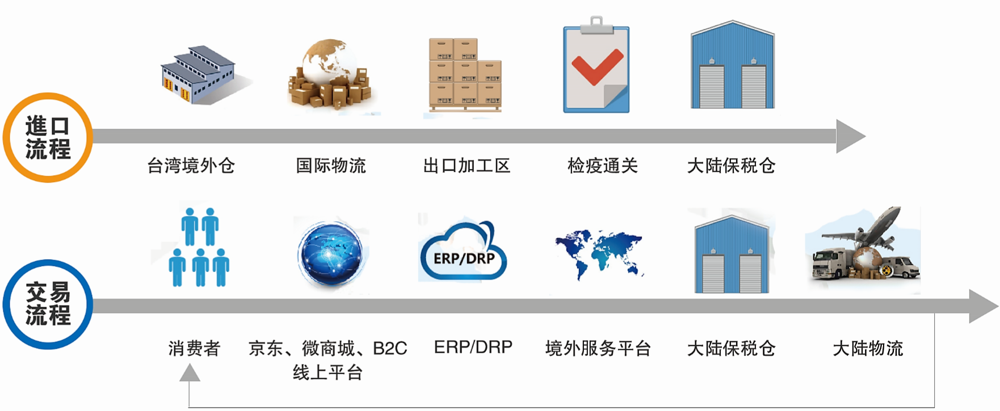 進口
流程
台湾境外仓
国际物流
出口加工区
检疫通关
大陆保税仓
ERP/DRP
交易
流程
消费者
京东、微商城、B2C
线上平台
ERP/DRP
境外服务平台
大陆保税仓
大陆物流